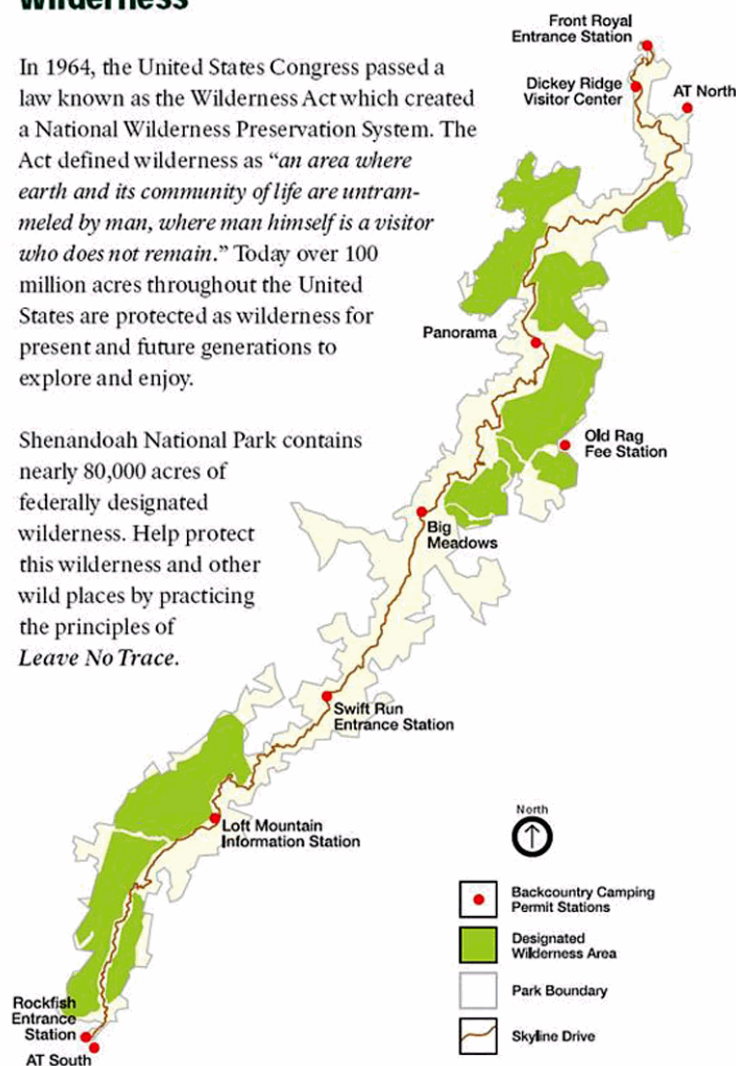 Wilderness
In 1964, the United States Congress passed a
law known as the Wilderness Act which created
a National Wilderness Preservation System. The
Act defined wilderness as “an area where
earth and its community of life are untram-
meled by man, where man himself is a visitor
who does not remain.” Today over 100
million acres throughout the United
States are protected as wilderness for
present and future generations to
explore and enjoy.
Shenandoah National Park contains
nearly 80,000 acres of
federally designated
wilderness. Help protect
this wilderness and other
wild places by practicing
the principles of
Leave No Trace.
Front Royal
Entrance Station
Dickey Ridge
Visitor Center
AT North
Panorama
Old Rag
Fee Station
Big
Meadows
Swift Run
Entrance Station
Loft Mountain
Information Station
Rockfish
Entrance
Station
AT South
North
Backcountry Camping
Permit Stations
Designated
Wilderness Area
Park Boundary
Skyline Drive